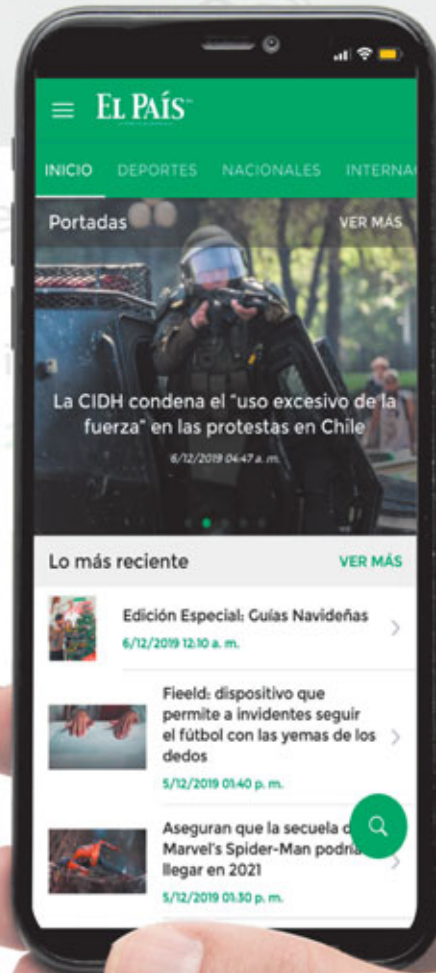 EL PAÍS
INICIO DEPORTES NACIONALES
Portadas VER MÁS
La CIDH condena el "uso excesivo de la
fuerza" en las protestas en Chile
6/12/2019 04:47 a. m.
Lo más reciente VER MÁS
Edición Especial: Guías Navideñas
6/12/2019 12:10 a. m.
Fieeld: dispositivo que
permite a invidentes seguir
el fútbol con las yemas de los
dedos
5/12/2019 01:40 p. m.
Aseguran que la secuela
Marvel's Spider-Man podría
llegar en 2021
5/12/2019 01:30 p. m.